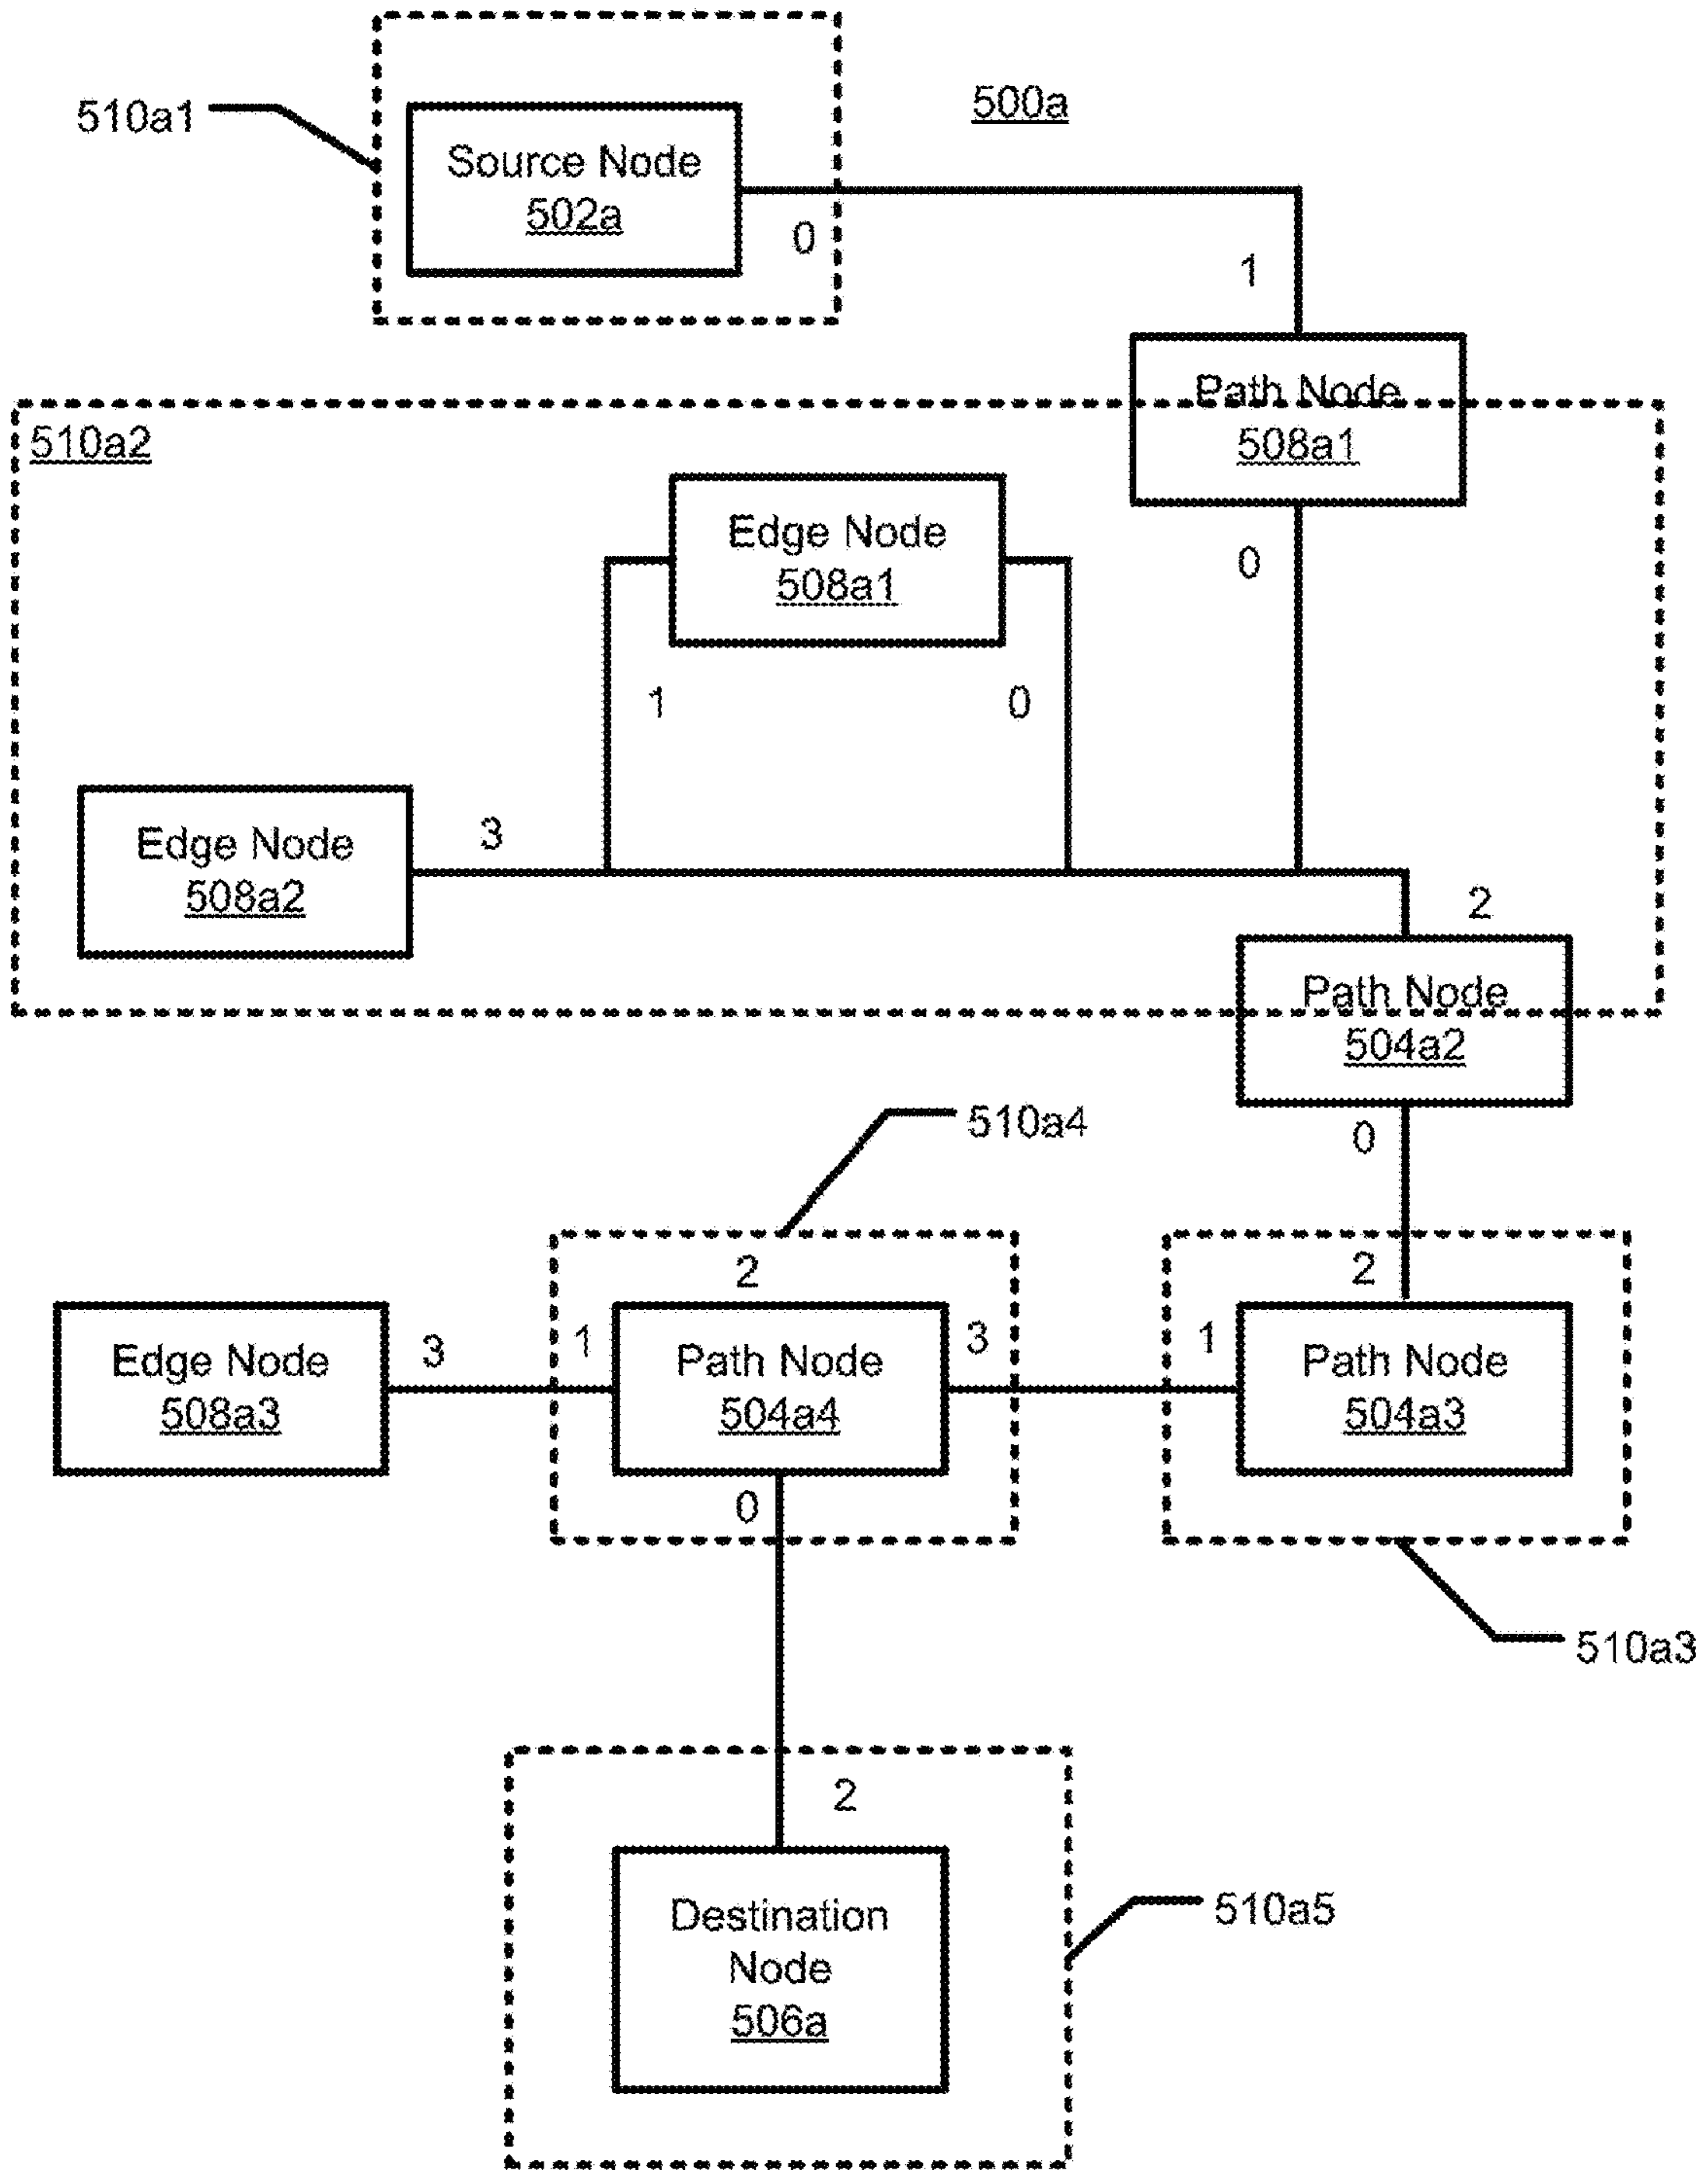 500a
510a1
Source Node
502a
0
1
Path Node
508a1
510a2
0
Edge Node
508a1
1
0
Edge Node
508a2
3
2
Path Node
504a2
0
510a4
2
2
Edge Node
508a3
3
1
Path Node
504a4
3
1
Path Node
504a3
0
510a3
2
Destination
Node
506a
510a5